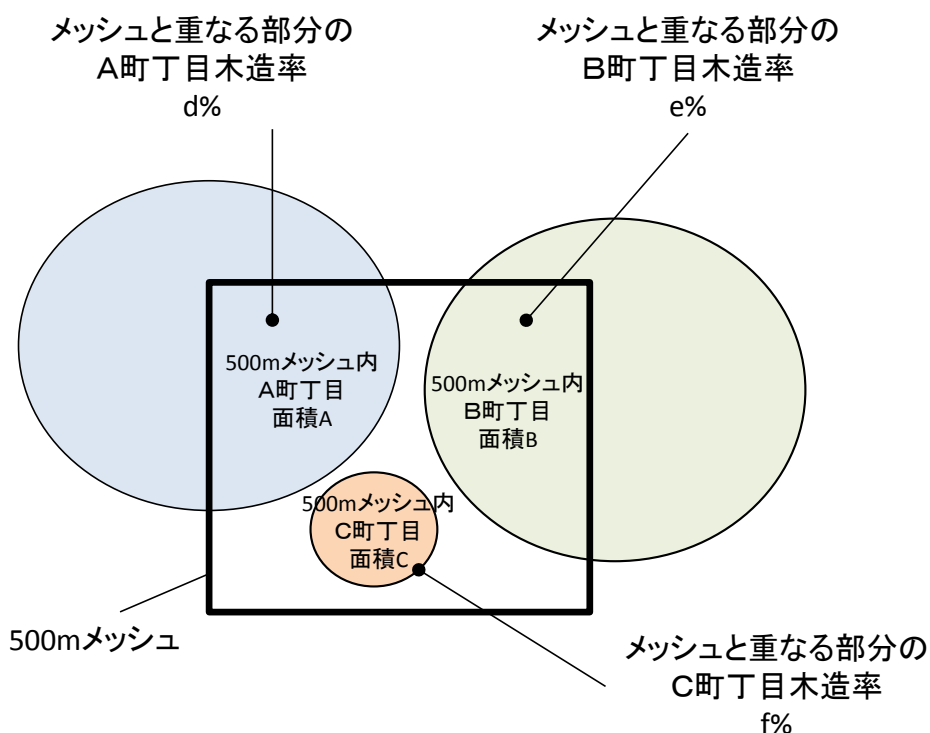 メッシュと重なる部分の
A町丁目木造率
d%
メッシュと重なる部分の
B町丁目木造率
e%
500mメッシュ内
A町丁目
面積A
500mメッシュ内
B町丁目
面積B
500mメッシュ内
C町丁目
面積C
500mメッシュ
メッシュと重なる部分の
C町丁目木造率
f%